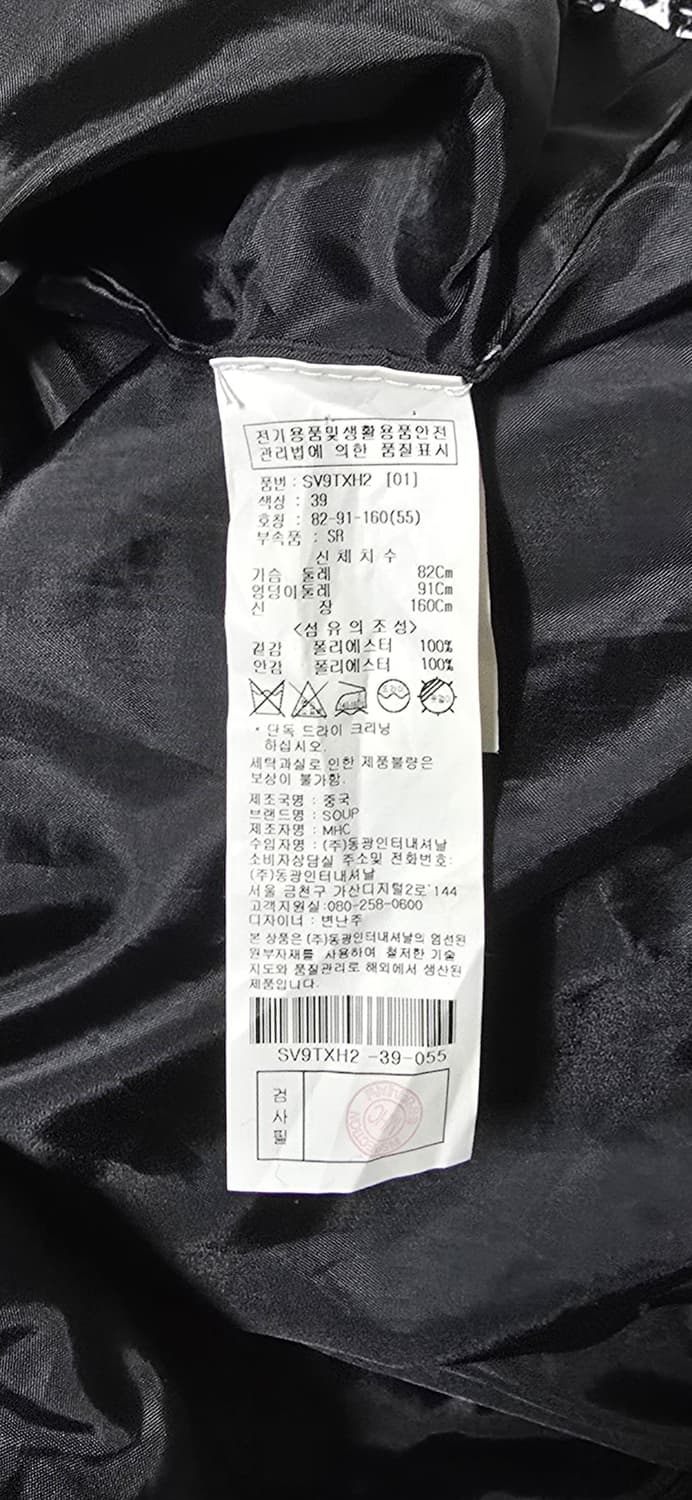 전기용품및생활용품안전
관리법에 의한 품질표시
품번 : SV9TXH2 [01]
색상 : 39
호칭 : 82-91-160(55)
부속품 : SR
신 체 치 수
가슴 둘레 82Cm
엉덩이둘레 91Cm
신 장 160Cm
<섬 유 의 조 성>
겉감 폴리에스터 100%
안감 폴리에스터 100%
* 단독 드라이 크리닝
하십시오.
세탁과실로 인한 제품불량은
보상이 불가함.
제조국명 : 중국
브랜드명 : SOUP
제조자명 : MHC
수입자명 : (주)동광인터내셔날
소비자상담실 주소및 전화번호:
(주)동광인터내셔날
서울 금천구 가산디지털2로 144
고객지원실:080-258-0600
디자이너 : 변난주
본 상품은 (주)동광인터내셔날의 엄선된
원부자재를 사용하여 철저한 기술
지도와 품질관리로 해외에서 생산된
제품입니다.
SV9TXH2 -39-055
검
사
필